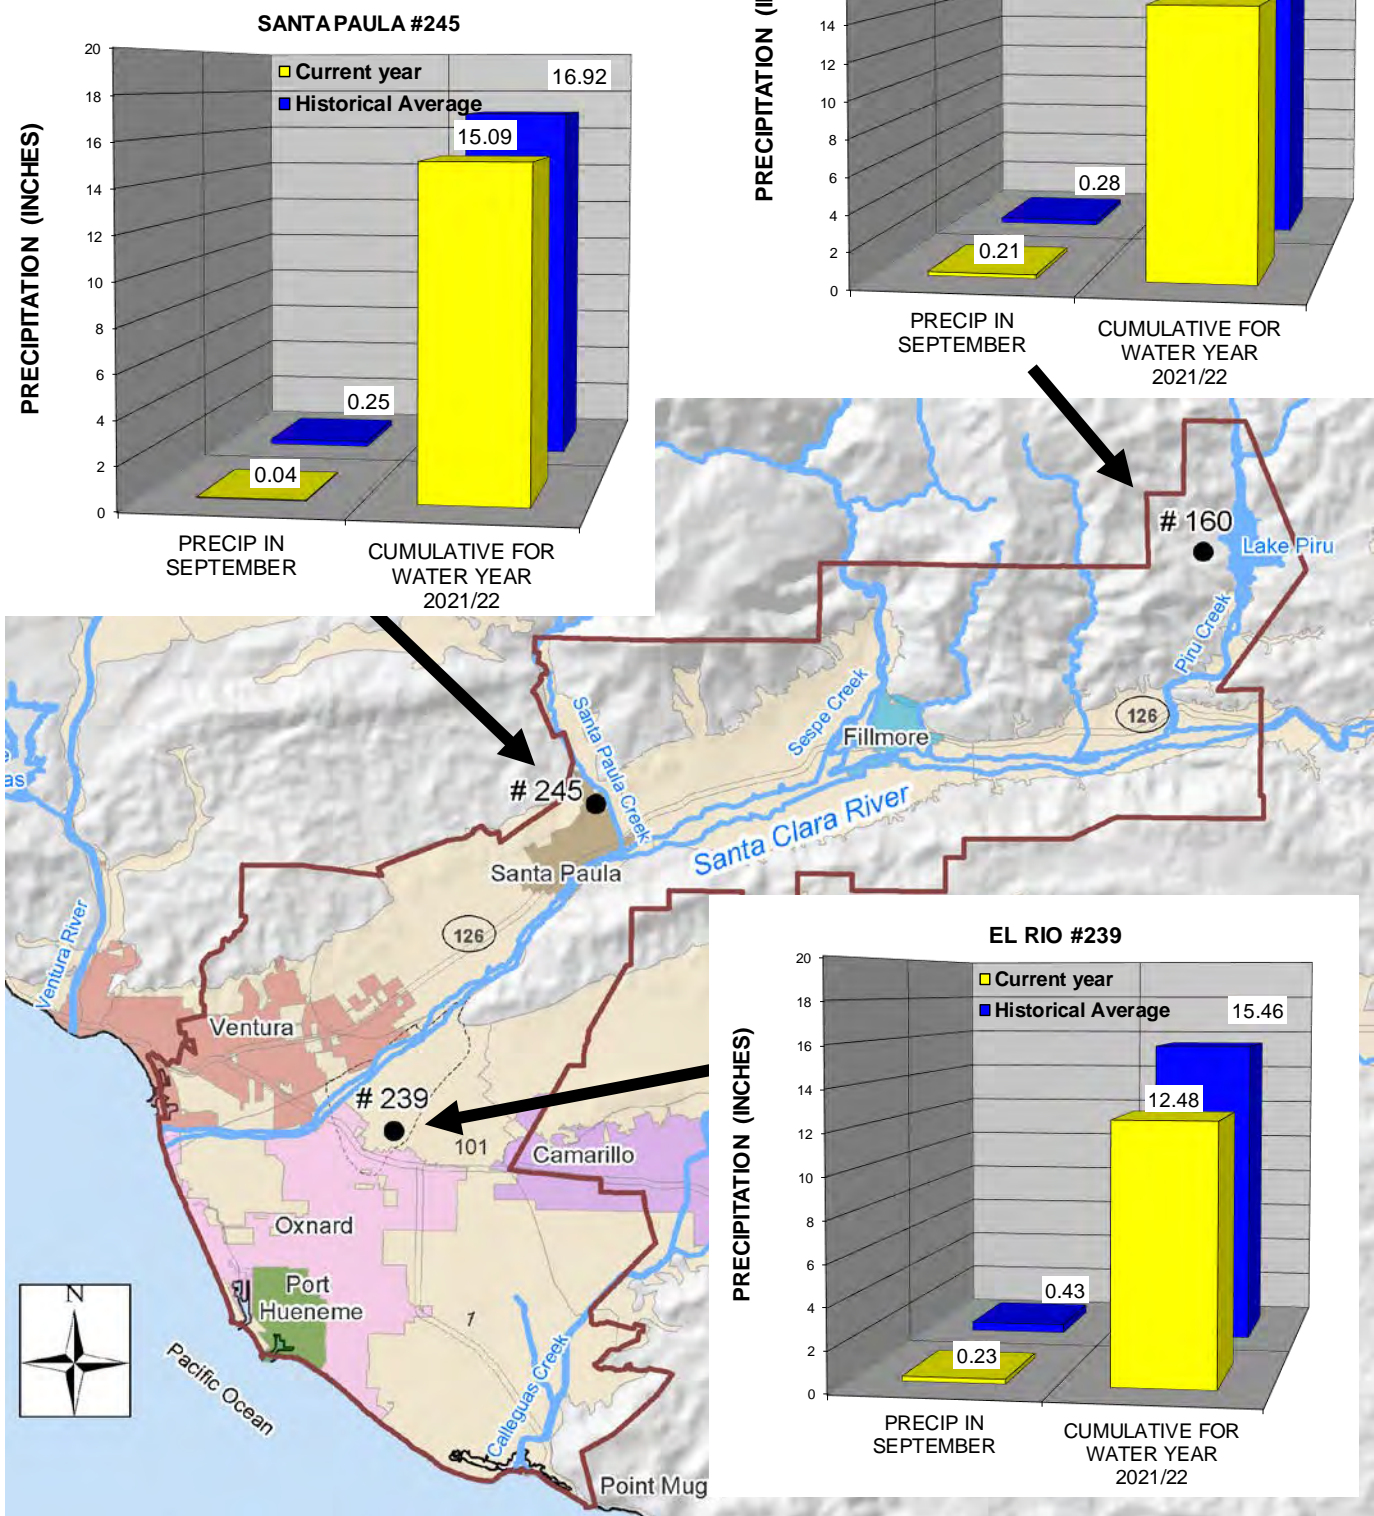 SANTA PAULA #245
PRECIPITATION (INCHES)
20
18
16
14
12
10
8
6
4
2
0
Current year
Historical Average
16.92
15.09
0.25
0.04
PRECIP IN
SEPTEMBER
CUMULATIVE FOR
WATER YEAR
2021/22
PRECIPITATION
14
12
10
8
6
4
2
0
0.28
0.21
PRECIP IN
SEPTEMBER
CUMULATIVE FOR
WATER YEAR
2021/22
# 160
Lake Piru
Piru Creek
126
Sespe Creek
Fillmore
Santa Paula Creek
# 245
Santa Clara River
Santa Paula
as
Ventura River
126
Ventura
# 239
101
Camarillo
Oxnard
Port
Hueneme
1
N
Pacific Ocean
Calleguas Creek
Point Mug
EL RIO #239
PRECIPITATION (INCHES)
20
18
16
14
12
10
8
6
4
2
0
Current year
Historical Average
15.46
12.48
0.43
0.23
PRECIP IN
SEPTEMBER
CUMULATIVE FOR
WATER YEAR
2021/22